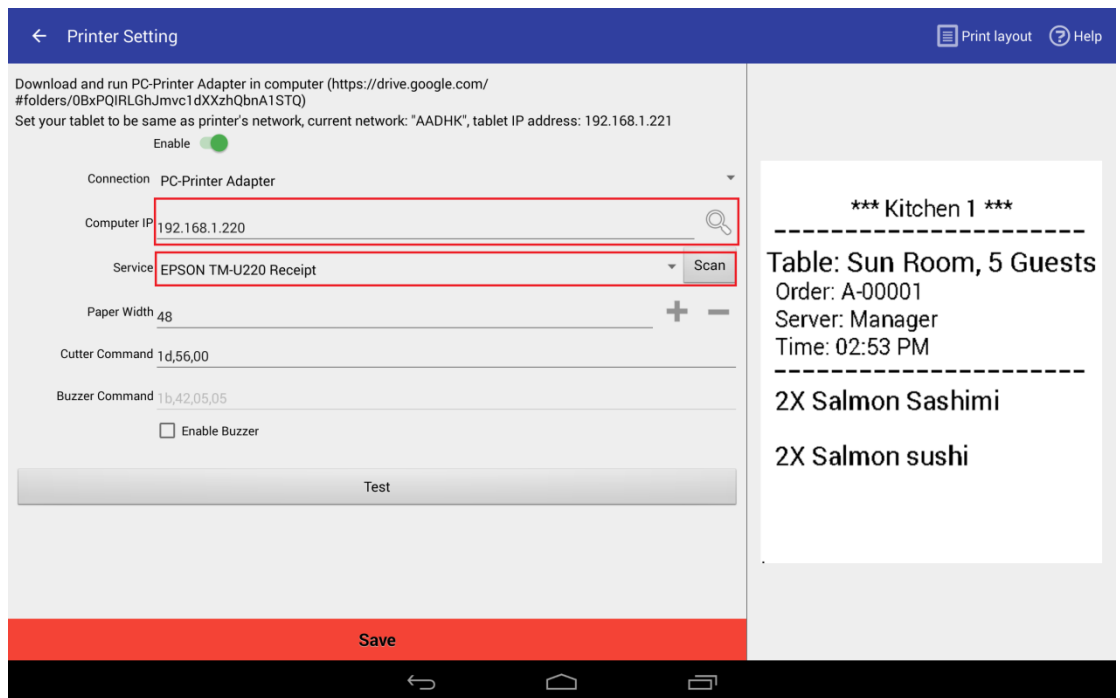 Printer Setting
Print layout
Help
Download and run PC-Printer Adapter in computer (https://drive.google.com/
#folders/0BxPQIRLGhJmvc1dXXzhQbnA1STQ)
Set your tablet to be same as printer's network, current network: "AADHK", tablet IP address: 192.168.1.221
Enable
Connection PC-Printer Adapter
Computer IP 192.168.1.220
Service EPSON TM-U220 Receipt Scan
Paper Width 48
Cutter Command 1d,56,00
Buzzer Command 1b,42,05,05
Enable Buzzer
Test
Save
*** Kitchen 1 ***
-----------------------
Table: Sun Room, 5 Guests
Order: A-00001
Server: Manager
Time: 02:53 PM
-----------------------
2X Salmon Sashimi
2X Salmon sushi
.